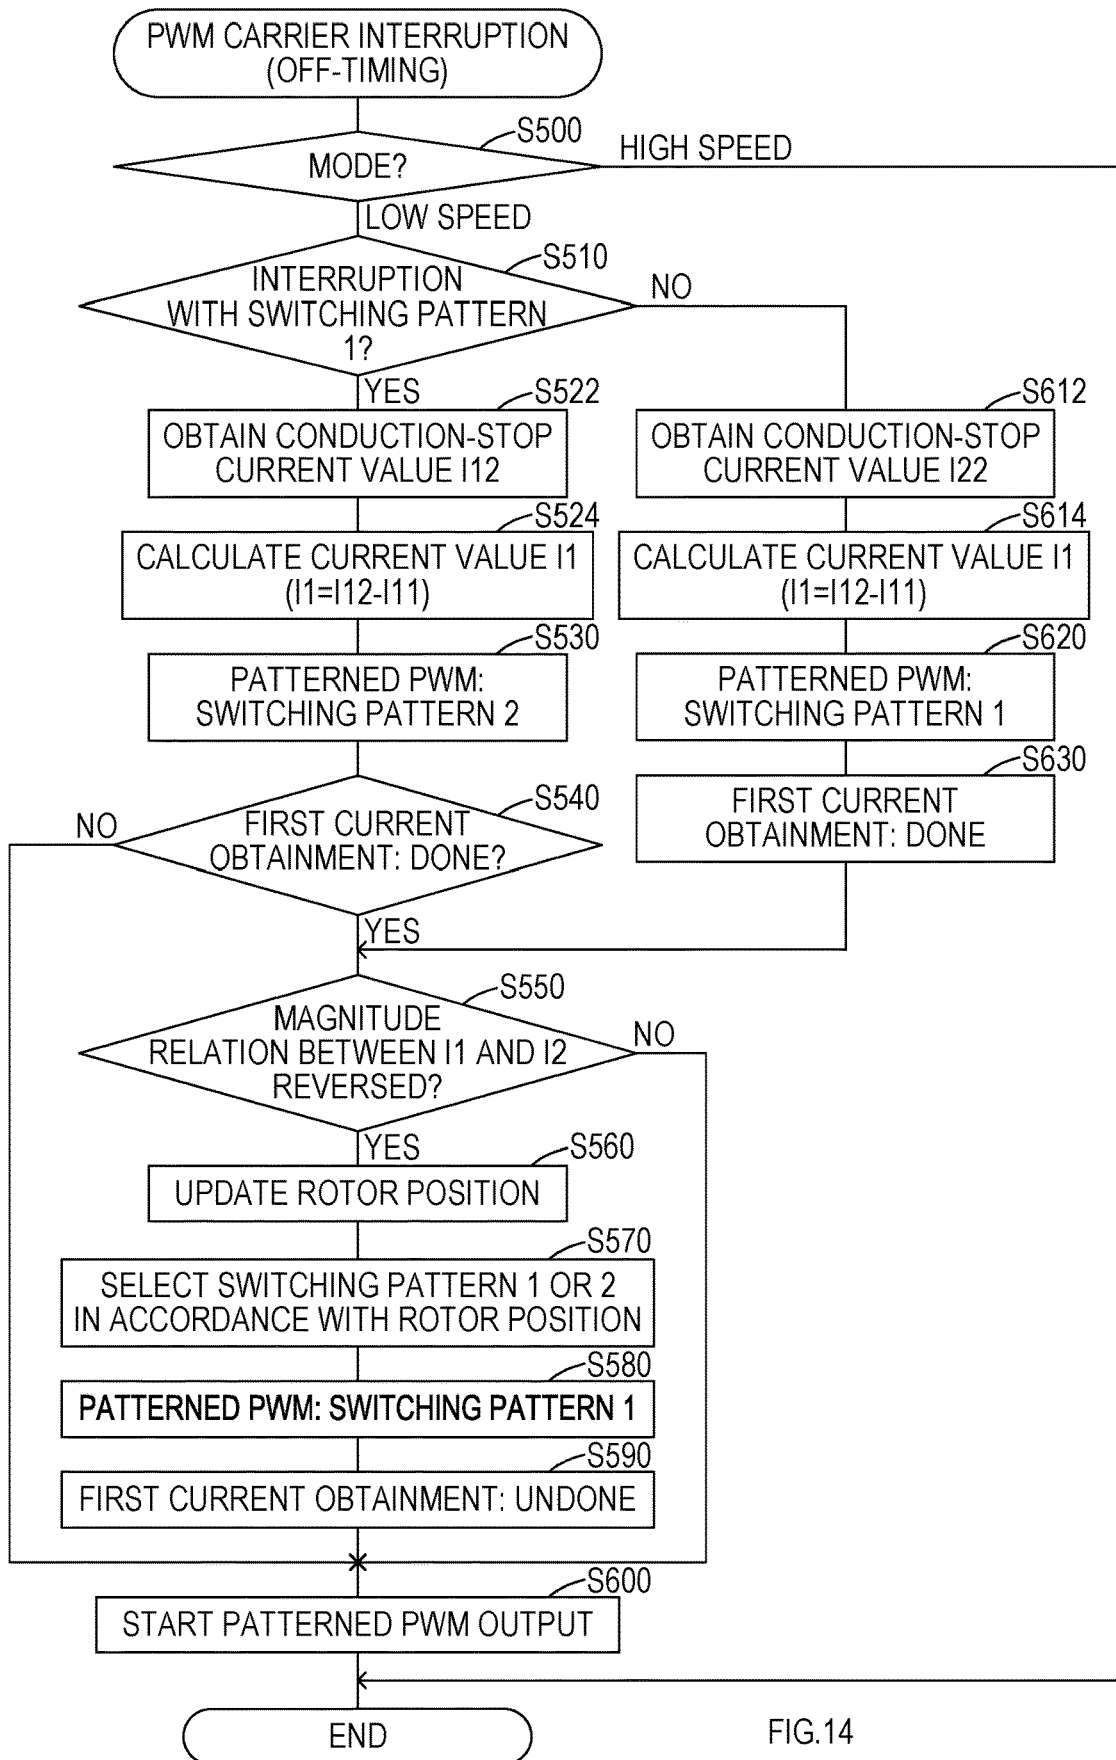 PWM CARRIER INTERRUPTION
(OFF-TIMING)
S500
MODE?
HIGH SPEED
LOW SPEED
S510
INTERRUPTION
WITH SWITCHING PATTERN
1?
NO
YES
S522
OBTAIN CONDUCTION-STOP
CURRENT VALUE I12
S612
OBTAIN CONDUCTION-STOP
CURRENT VALUE I22
S524
CALCULATE CURRENT VALUE I1
(I1=I12-I11)
S614
CALCULATE CURRENT VALUE I1
(I1=I12-I11)
S530
PATTERNED PWM:
SWITCHING PATTERN 2
S620
PATTERNED PWM:
SWITCHING PATTERN 1
S540
FIRST CURRENT
OBTAINMENT: DONE?
NO
S630
FIRST CURRENT
OBTAINMENT: DONE
YES
S550
MAGNITUDE
RELATION BETWEEN I1 AND I2
REVERSED?
NO
YES
S560
UPDATE ROTOR POSITION
S570
SELECT SWITCHING PATTERN 1 OR 2
IN ACCORDANCE WITH ROTOR POSITION
S580
PATTERNED PWM: SWITCHING PATTERN 1
S590
FIRST CURRENT OBTAINMENT: UNDONE
S600
START PATTERNED PWM OUTPUT
END
FIG.14